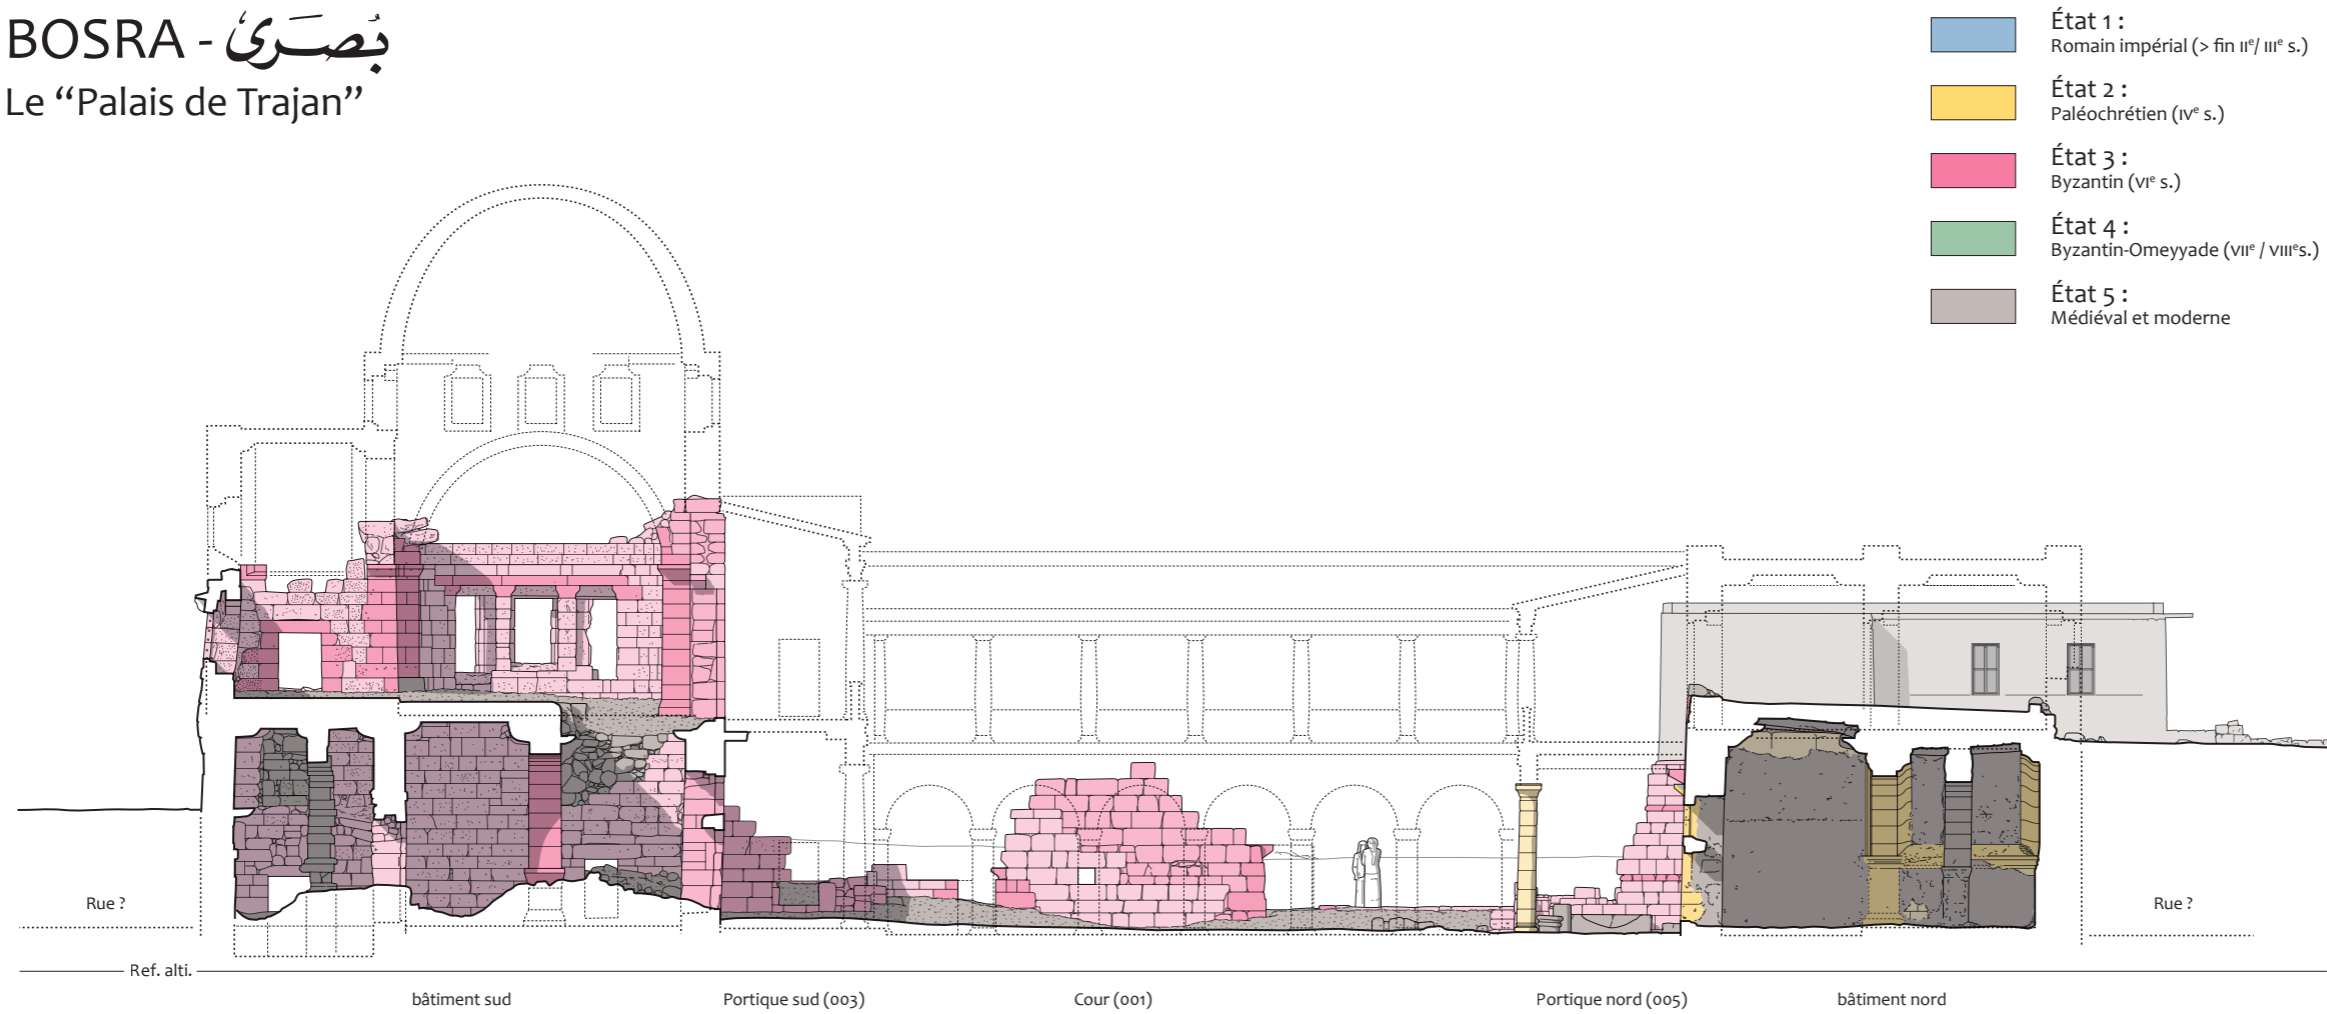 BOSRA - بُصَرَىٰ
Le “Palais de Trajan”
État 1 :
Romain impérial (> fin IIᵉ/ IIIᵉ s.)
État 2 :
Paléochrétien (IVᵉ s.)
État 3 :
Byzantin (VIᵉ s.)
État 4 :
Byzantin-Omeyyade (VIIᵉ / VIIIᵉs.)
État 5 :
Médiéval et moderne
Rue ?
Rue ?
Ref. alti.
bâtiment sud
Portique sud (003)
Cour (001)
Portique nord (005)
bâtiment nord